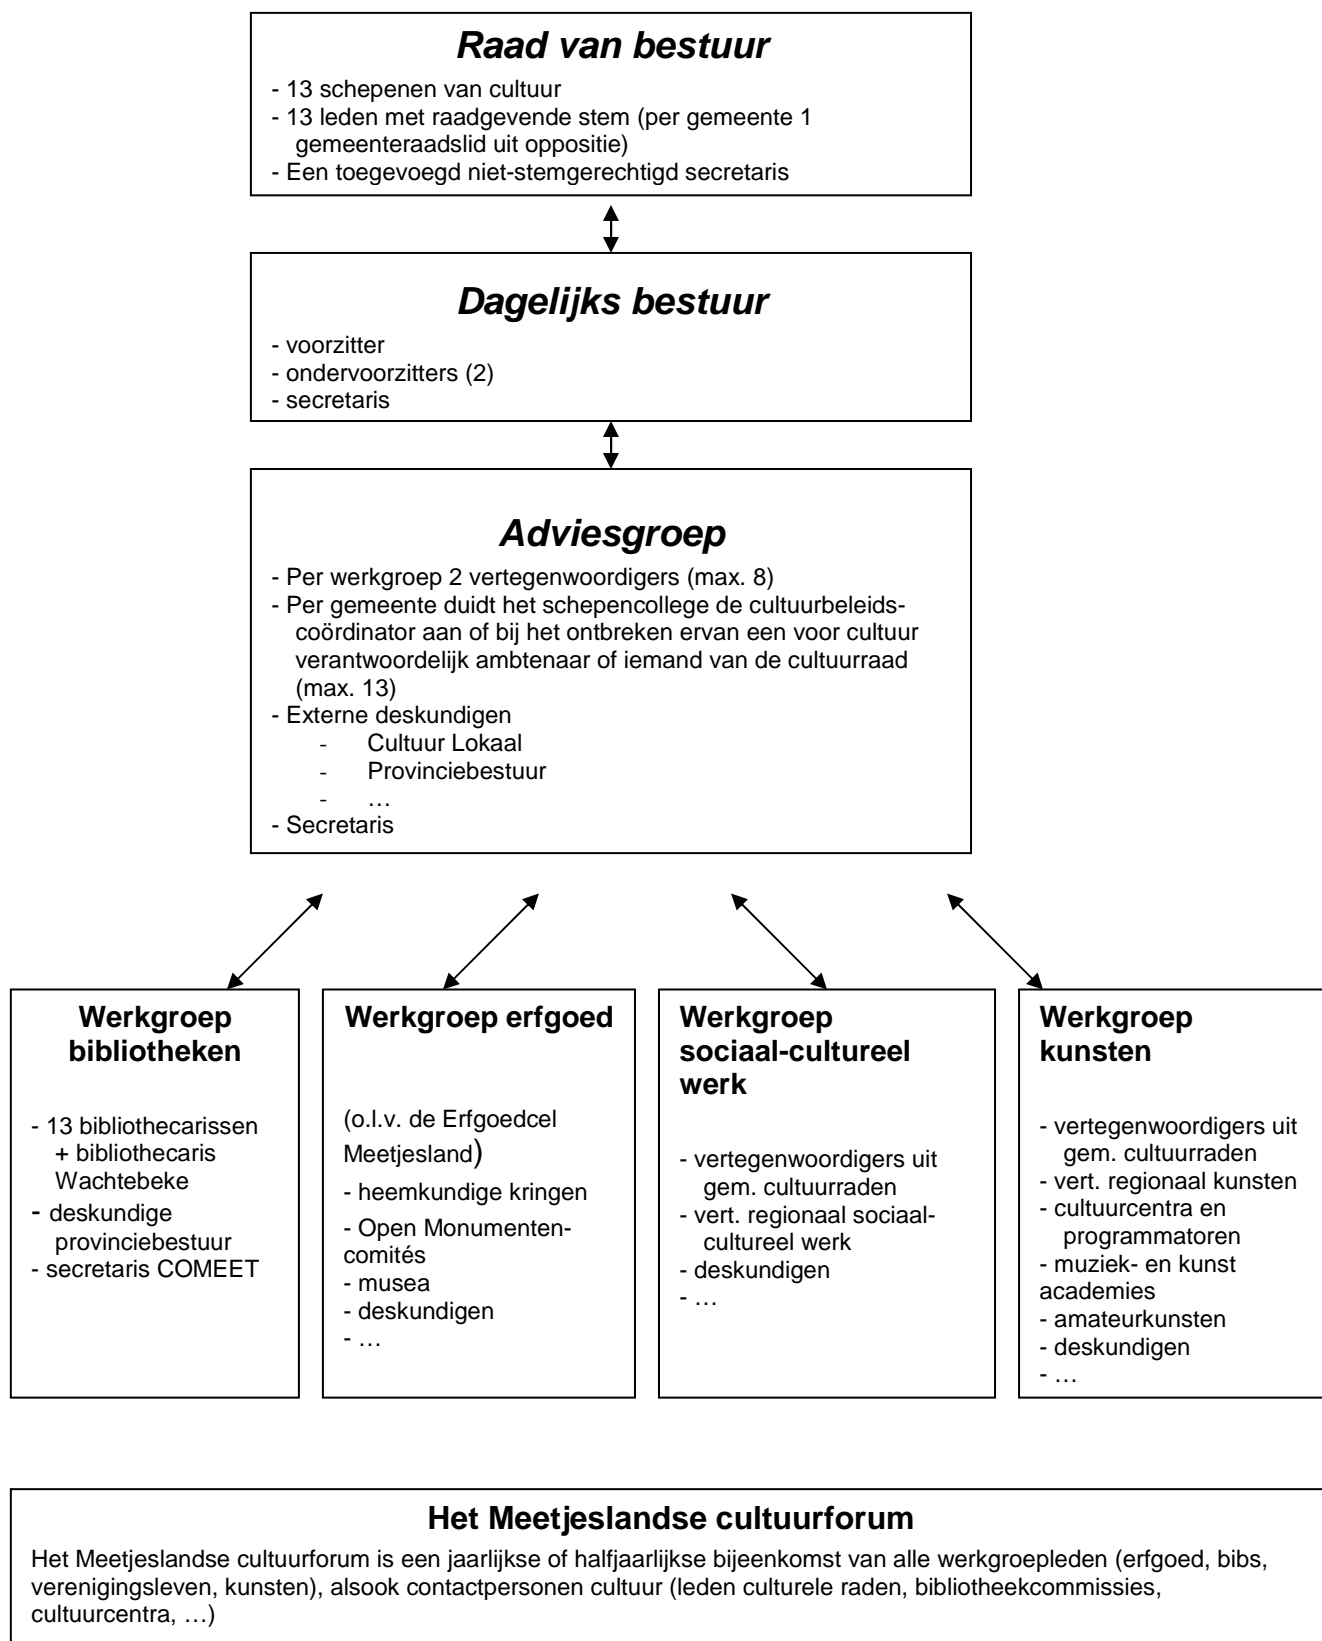 Raad van bestuur
- 13 schepenen van cultuur
- 13 leden met raadgevende stem (per gemeente 1
gemeenteraadslid uit oppositie)
- Een toegevoegd niet-stemgerechtigd secretaris
Dagelijks bestuur
- voorzitter
- ondervoorzitters (2)
- secretaris
Adviesgroep
- Per werkgroep 2 vertegenwoordigers (max. 8)
- Per gemeente duidt het schepencollege de cultuurbeleids-
coördinator aan of bij het ontbreken ervan een voor cultuur
verantwoordelijk ambtenaar of iemand van de cultuurraad
(max. 13)
- Externe deskundigen
- Cultuur Lokaal
- Provinciebestuur
- …
- Secretaris
Werkgroep
bibliotheken
- 13 bibliothecarissen
+ bibliothecaris
Wachtebeke
- deskundige
provinciebestuur
- secretaris COMEET
Werkgroep erfgoed
(o.l.v. de Erfgoedcel
Meetjesland)
- heemkundige kringen
- Open Monumenten-
comités
- musea
- deskundigen
- …
Werkgroep
sociaal-cultureel
werk
- vertegenwoordigers uit
gem. cultuurraden
- vert. regionaal sociaal-
cultureel werk
- deskundigen
- …
Werkgroep
kunsten
- vertegenwoordigers uit
gem. cultuurraden
- vert. regionaal kunsten
- cultuurcentra en
programmatoren
- muziek- en kunst
academies
- amateurkunsten
- deskundigen
- …
Het Meetjeslandse cultuurforum
Het Meetjeslandse cultuurforum is een jaarlijkse of halfjaarlijkse bijeenkomst van alle werkgroepleden (erfgoed, bibs,
verenigingsleven, kunsten), alsook contactpersonen cultuur (leden culturele raden, bibliotheekcommissies,
cultuurcentra, …)